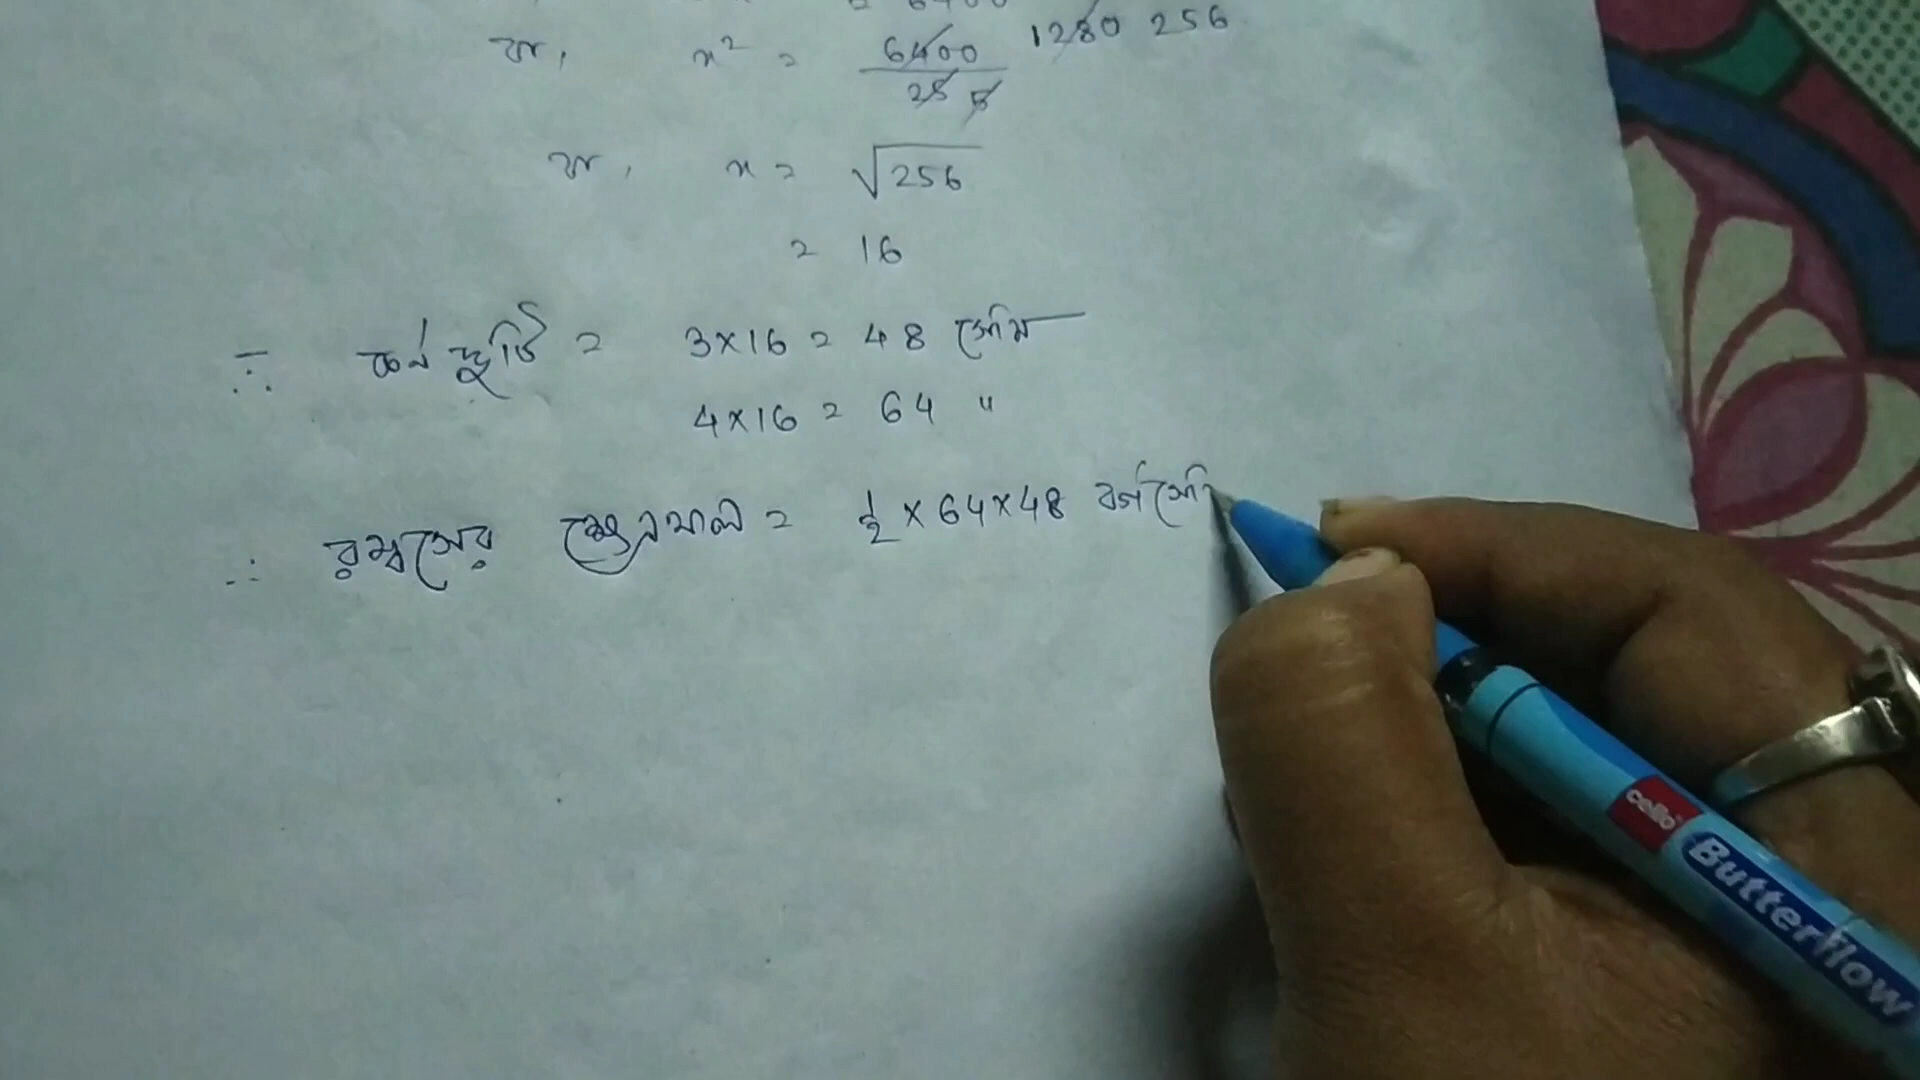 বা, x² = 6400 1280 256
25 5
বা, x = √256
= 16
∴ কর্ণ দুটি = 3×16 = 48 সেমি
4×16 = 64 "
∴ রম্বসের ক্ষেত্রফল = ½ × 64×48 বর্গসেমি
cello
Butterflow